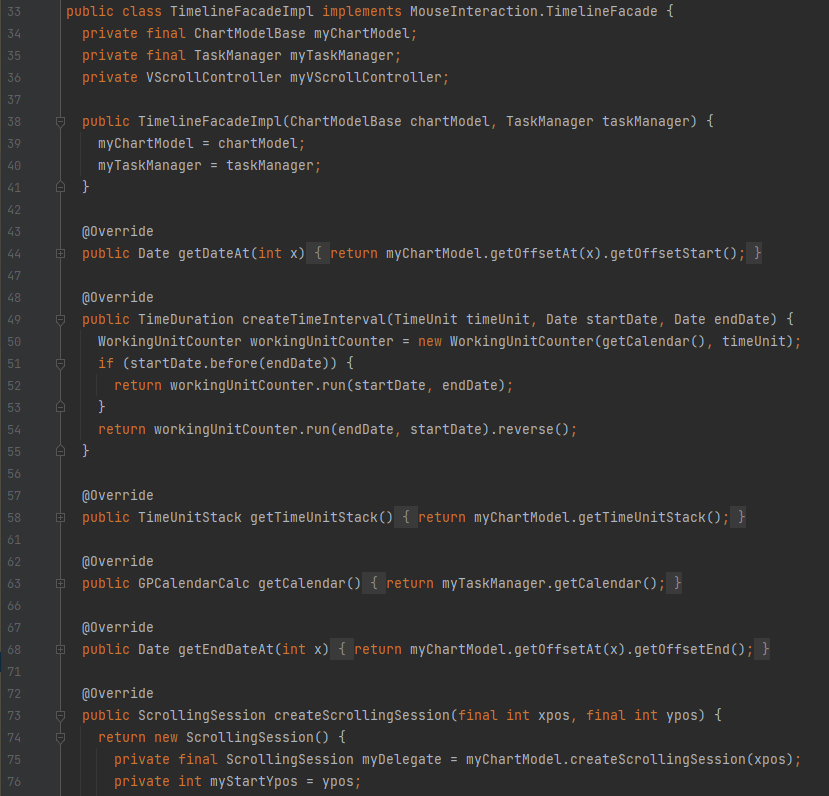 33 public class TimelineFacadeImpl implements MouseInteraction.TimelineFacade {
34 private final ChartModelBase myChartModel;
35 private final TaskManager myTaskManager;
36 private VScrollController myVScrollController;
37
38 public TimelineFacadeImpl(ChartModelBase chartModel, TaskManager taskManager) {
39 myChartModel = chartModel;
40 myTaskManager = taskManager;
41 }
42
43 @Override
44 public Date getDateAt(int x) { return myChartModel.getOffsetAt(x).getOffsetStart(); }
47
48 @Override
49 public TimeDuration createTimeInterval(TimeUnit timeUnit, Date startDate, Date endDate) {
50 WorkingUnitCounter workingUnitCounter = new WorkingUnitCounter(getCalendar(), timeUnit);
51 if (startDate.before(endDate)) {
52 return workingUnitCounter.run(startDate, endDate);
53 }
54 return workingUnitCounter.run(endDate, startDate).reverse();
55 }
56
57 @Override
58 public TimeUnitStack getTimeUnitStack() { return myChartModel.getTimeUnitStack(); }
61
62 @Override
63 public GPCalendarCalc getCalendar() { return myTaskManager.getCalendar(); }
66
67 @Override
68 public Date getEndDateAt(int x) { return myChartModel.getOffsetAt(x).getOffsetEnd(); }
71
72 @Override
73 public ScrollingSession createScrollingSession(final int xpos, final int ypos) {
74 return new ScrollingSession() {
75 private final ScrollingSession myDelegate = myChartModel.createScrollingSession(xpos);
76 private int myStartYpos = ypos;